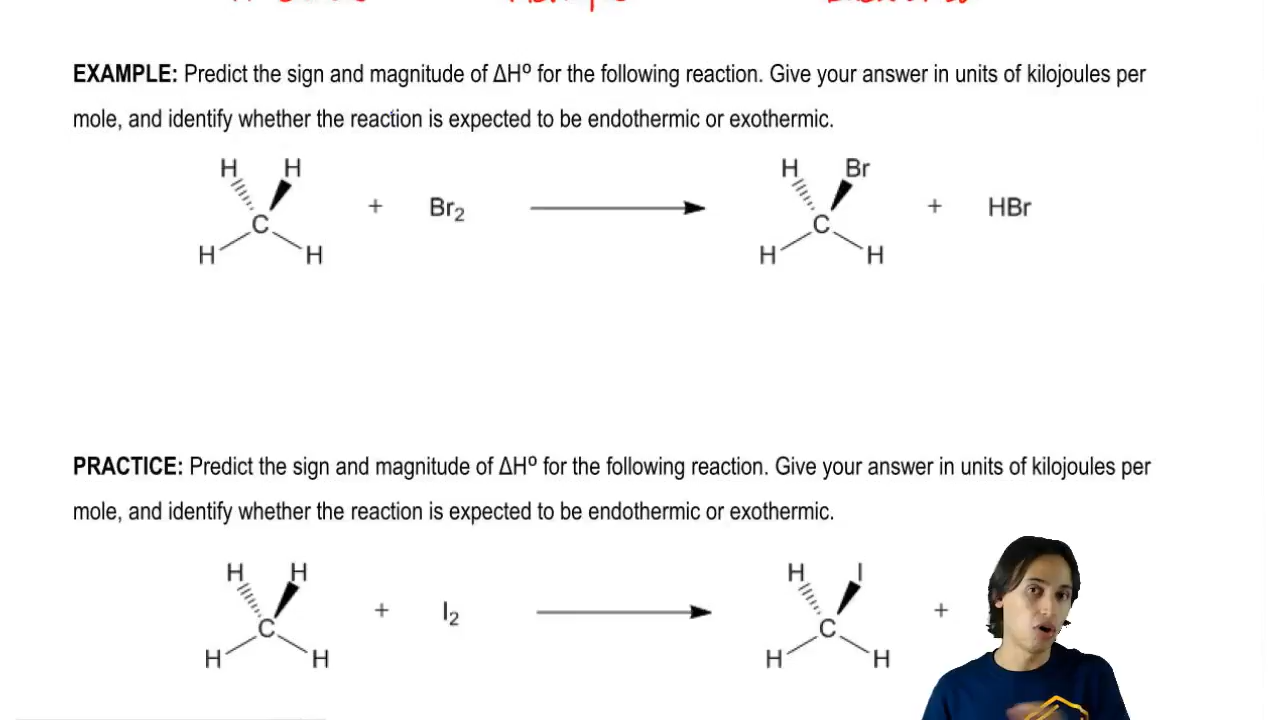 EXAMPLE: Predict the sign and magnitude of ΔHº for the following reaction. Give your answer in units of kilojoules per
mole, and identify whether the reaction is expected to be endothermic or exothermic.
H H
C
H H
+ Br₂
H Br
C
H H
+ HBr
PRACTICE: Predict the sign and magnitude of ΔHº for the following reaction. Give your answer in units of kilojoules per
mole, and identify whether the reaction is expected to be endothermic or exothermic.
H H
C
H H
+ I₂
H I
C
H H
+